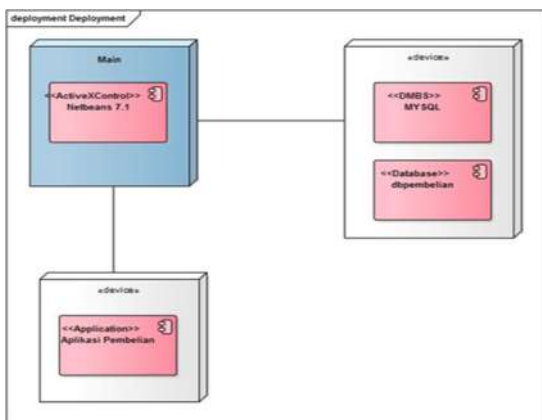 deployment Deployment
Main
<<ActiveXControl>>
Netbeans 7.1
«device»
<<DMBS>>
MYSQL
<<Database>>
dbpembelian
«device»
<<Application>>
Aplikasi Pembelian